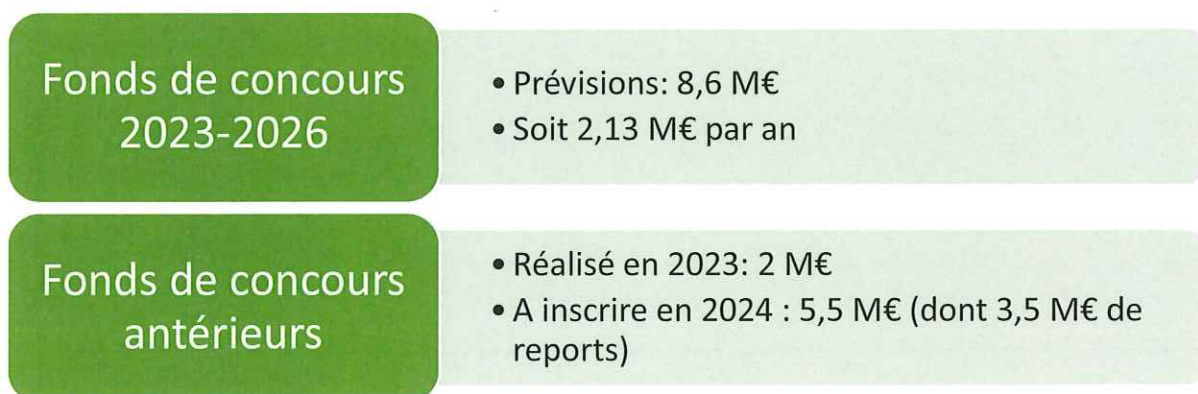 Fonds de concours
2023-2026
• Prévisions: 8,6 M€
• Soit 2,13 M€ par an
Fonds de concours
antérieurs
• Réalisé en 2023: 2 M€
• A inscrire en 2024 : 5,5 M€ (dont 3,5 M€ de
reports)